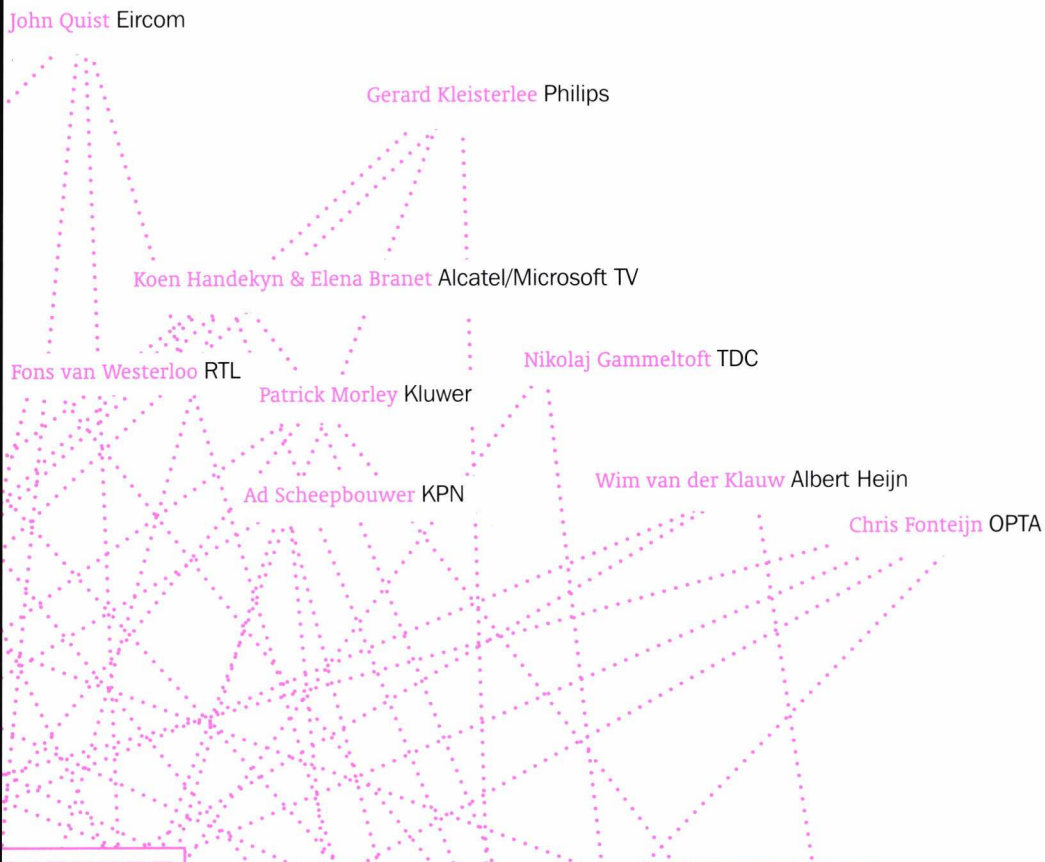 John Quist Eircom
Gerard Kleisterlee Philips
Koen Handekyn & Elena Branet Alcatel/Microsoft TV
Nikolaj Gammeltoft TDC
Fons van Westerloo RTL
Patrick Morley Kluwer
Wim van der Klauw Albert Heijn
Ad Scheepbouwer KPN
Chris Fonteijn OPTA